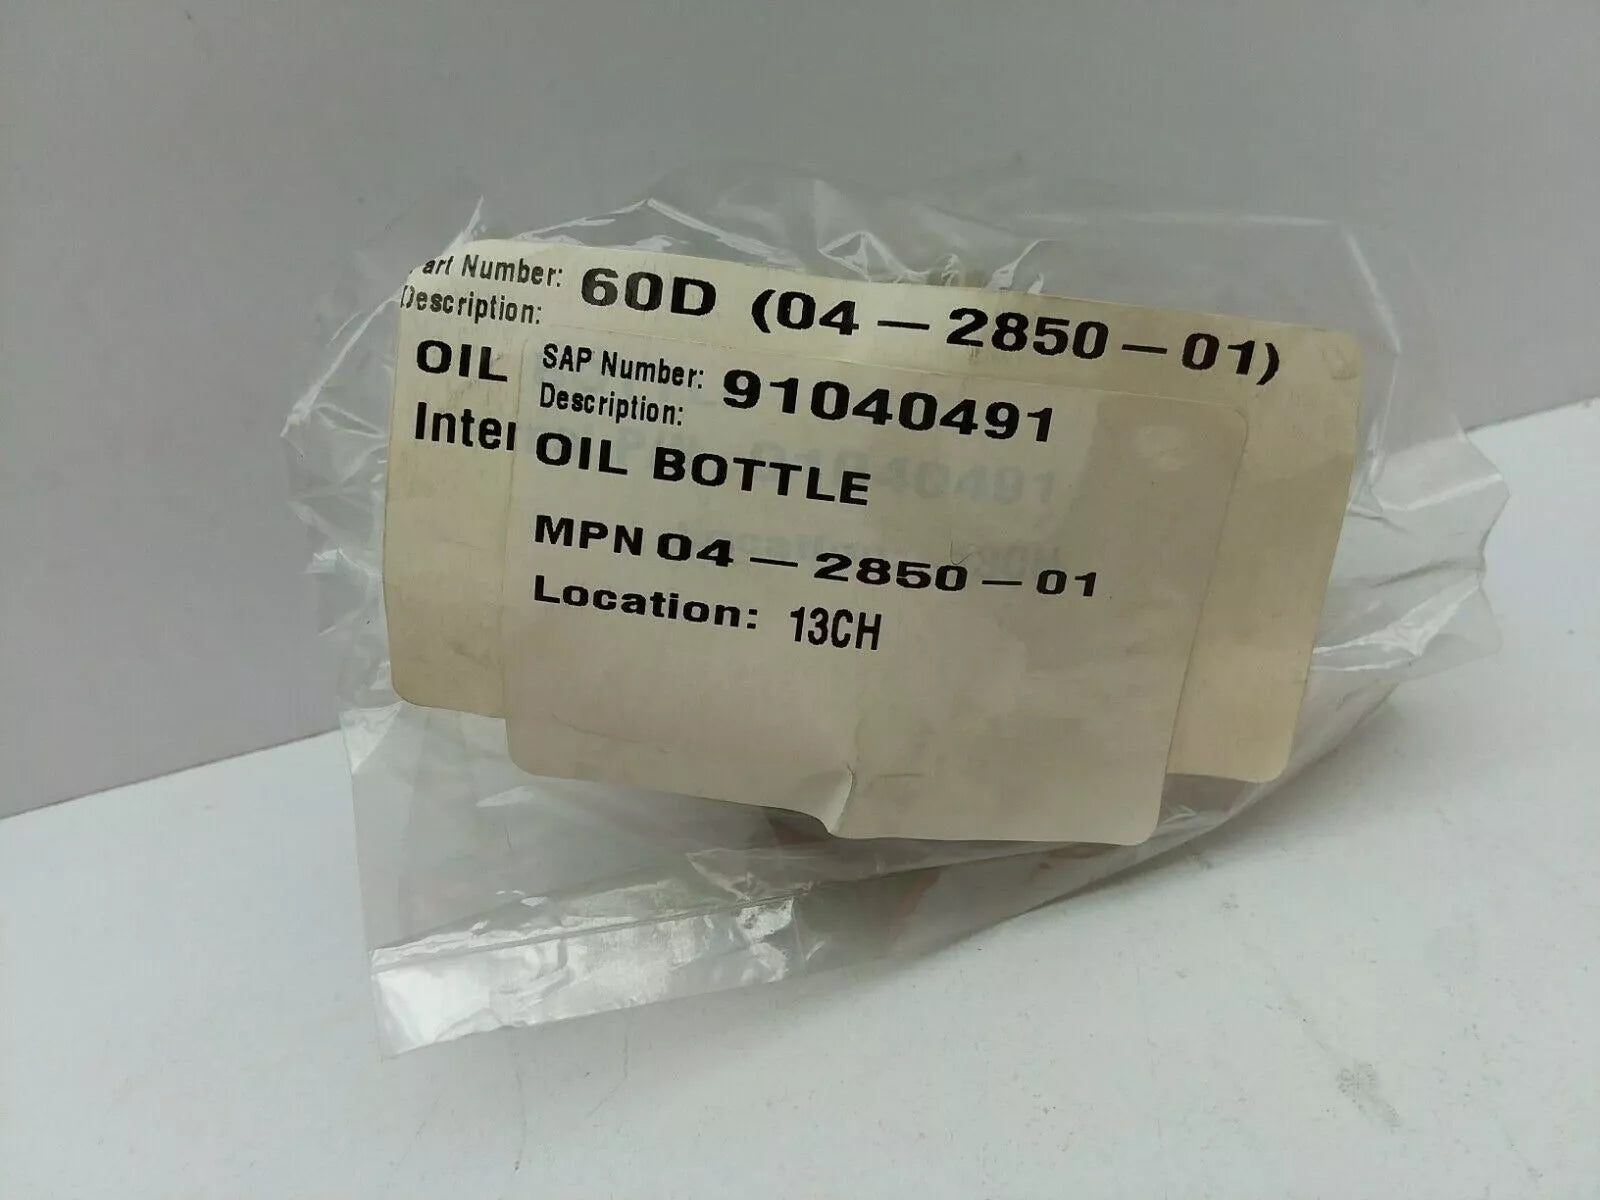 Part Number: 60D (04-2850-01)
Description:
OIL
Inter
SAP Number: 91040491
Description:
OIL BOTTLE
MPN 04-2850-01
Location: 13CH